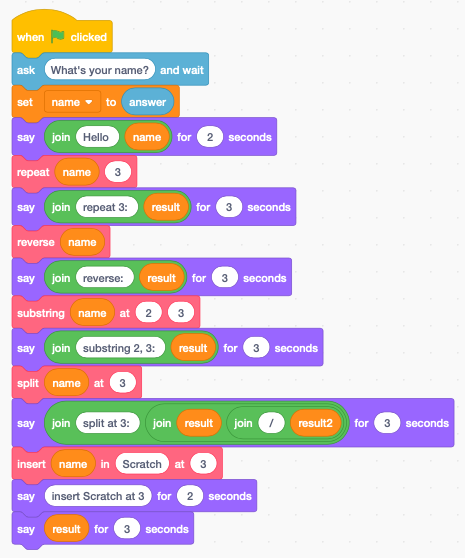 when clicked
ask What's your name? and wait
set name to answer
say join Hello name for 2 seconds
repeat name 3
say join repeat 3: result for 3 seconds
reverse name
say join reverse: result for 3 seconds
substring name at 2 3
say join substring 2, 3: result for 3 seconds
split name at 3
say join split at 3: join result join / result2 for 3 seconds
insert name in Scratch at 3
say insert Scratch at 3 for 2 seconds
say result for 3 seconds